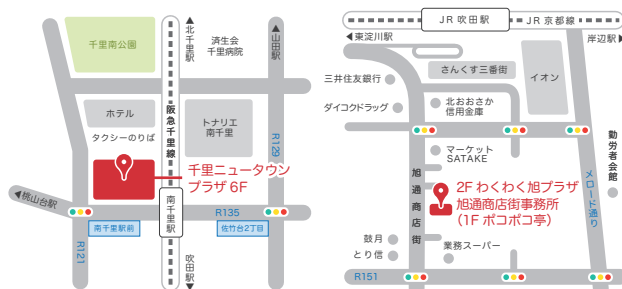 千里南公園
▲北千里駅
済生会
千里病院
▲山田駅
ホテル
タクシーのりば
阪急千里線
トナリエ
南千里
R129
千里ニュータウン
プラザ 6F
◀桃山台駅
南千里駅前
南千里駅
R135
佐竹台2丁目
R121
吹田駅▼
JR 吹田駅
JR 京都線
◀東淀川駅
岸辺駅▶
三井住友銀行
さんくす三番街
イオン
ダイコクドラッグ
北おおさか
信用金庫
マーケット
SATAKE
勤労者会館
旭通商店街
2F わくわく旭プラザ
旭通商店街事務所
（1F ポコポコ亭）
メロード通り
鼓月
とり信
業務スーパー
R151